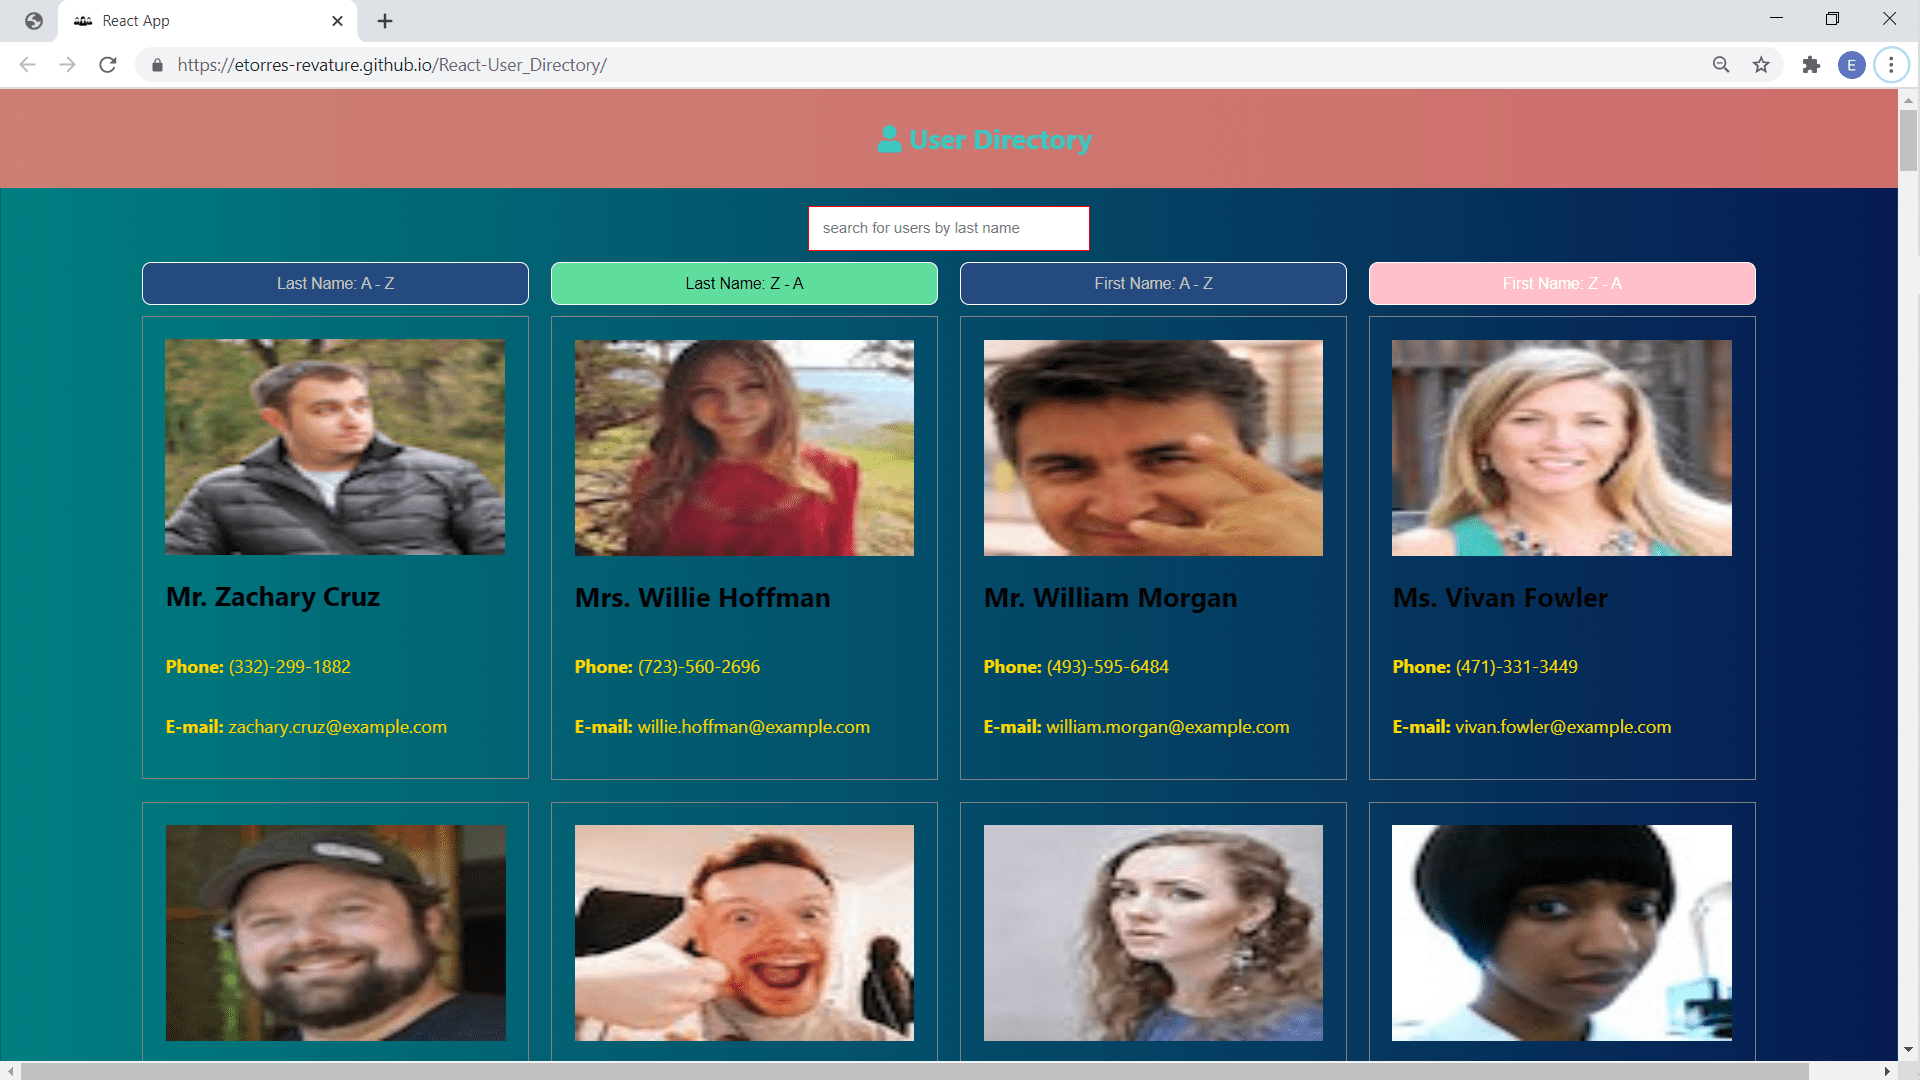 React App
https://etorres-revature.github.io/React-User_Directory/
E
User Directory
search for users by last name
Last Name: A - Z
Last Name: Z - A
First Name: A - Z
First Name: Z - A
Mr. Zachary Cruz
Phone: (332)-299-1882
E-mail: zachary.cruz@example.com
Mrs. Willie Hoffman
Phone: (723)-560-2696
E-mail: willie.hoffman@example.com
Mr. William Morgan
Phone: (493)-595-6484
E-mail: william.morgan@example.com
Ms. Vivan Fowler
Phone: (471)-331-3449
E-mail: vivan.fowler@example.com